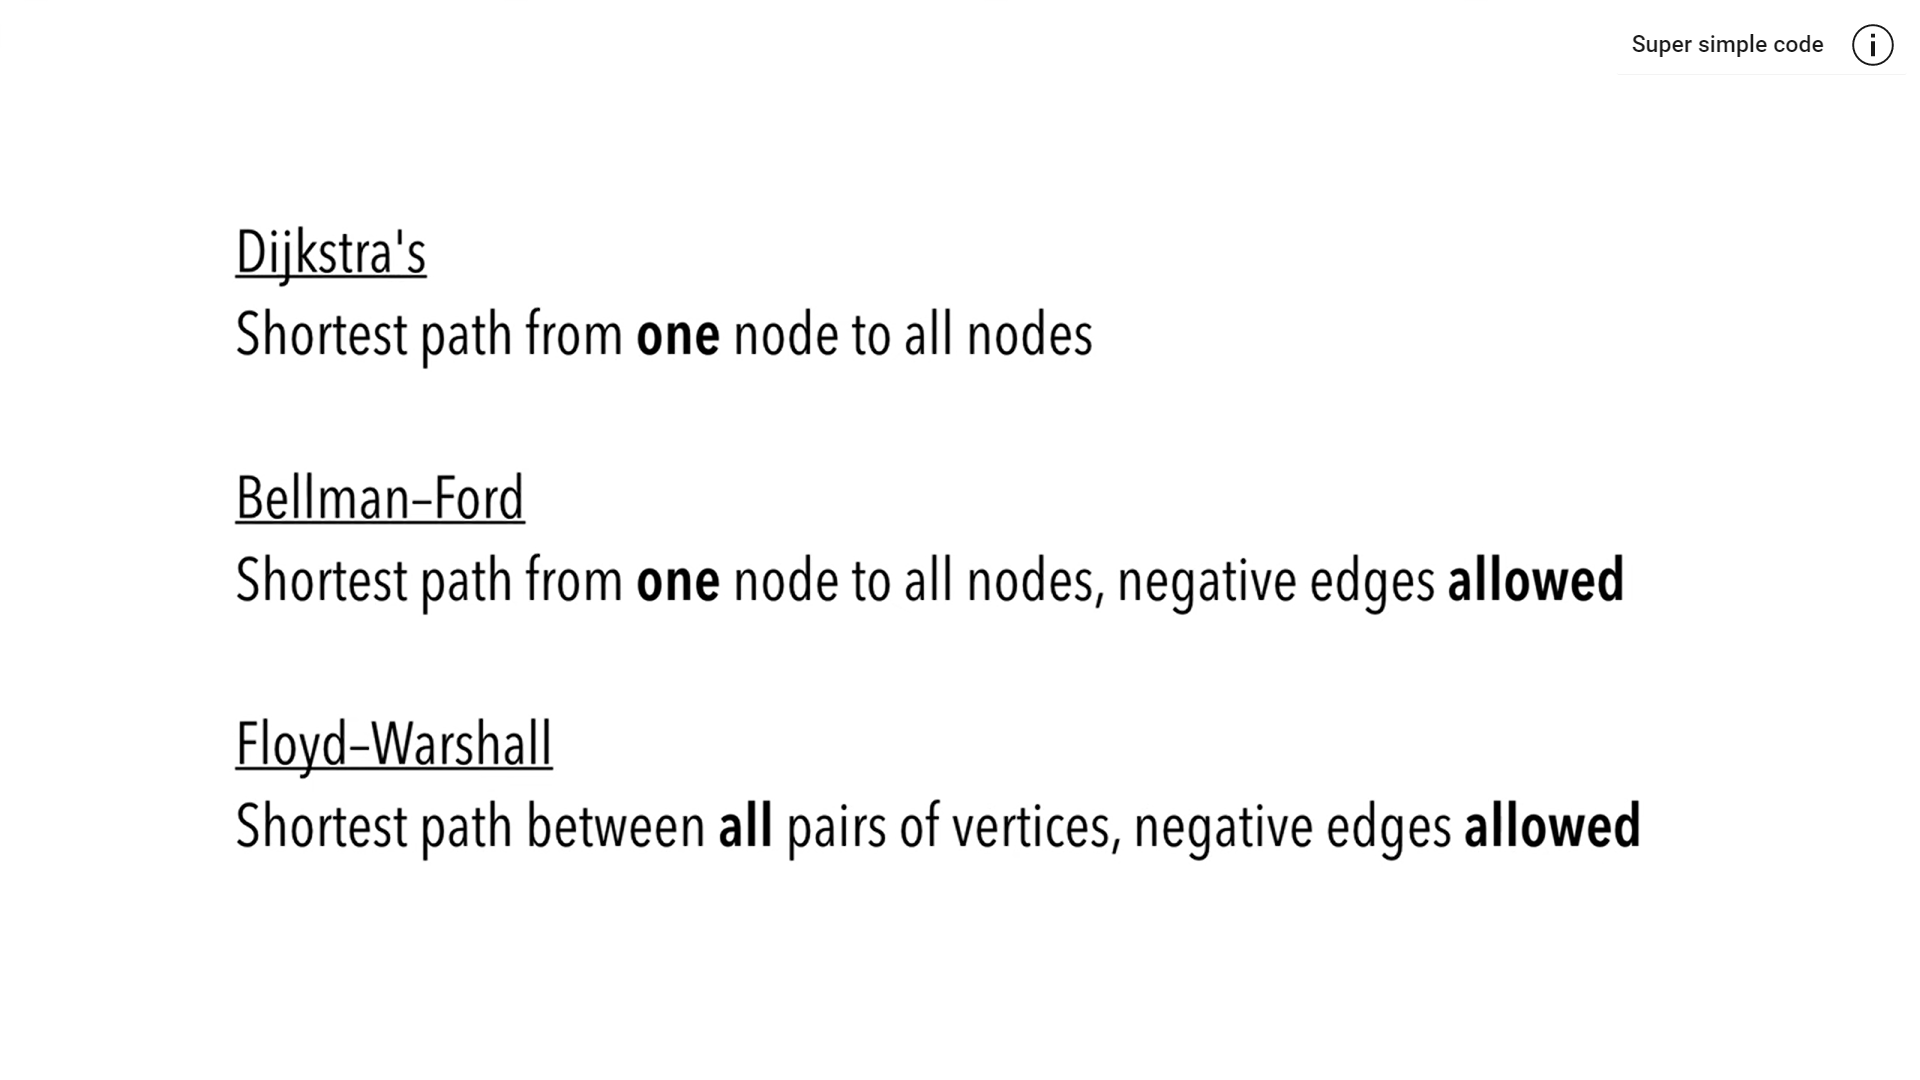 Super simple code
Dijkstra's
Shortest path from one node to all nodes
Bellman–Ford
Shortest path from one node to all nodes, negative edges allowed
Floyd–Warshall
Shortest path between all pairs of vertices, negative edges allowed